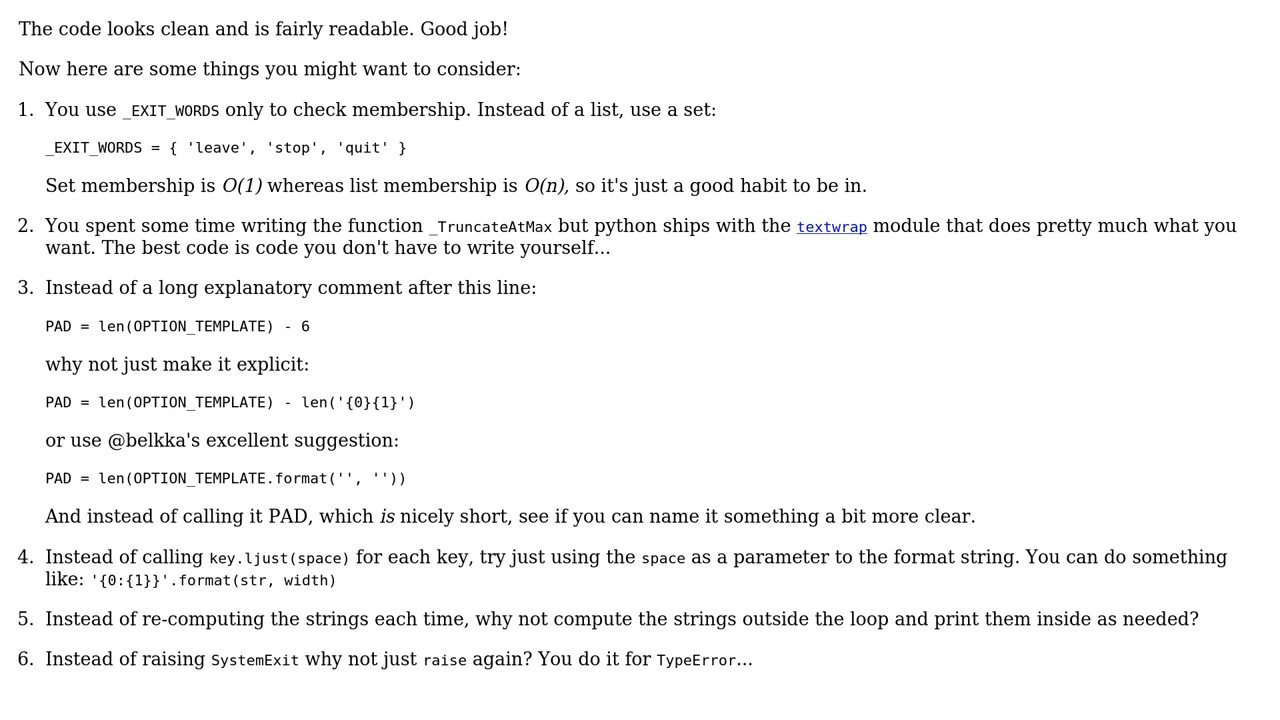 The code looks clean and is fairly readable. Good job!
Now here are some things you might want to consider:
1. You use _EXIT_WORDS only to check membership. Instead of a list, use a set:
_EXIT_WORDS = { 'leave', 'stop', 'quit' }
Set membership is O(1) whereas list membership is O(n), so it's just a good habit to be in.
2. You spent some time writing the function _TruncateAtMax but python ships with the textwrap module that does pretty much what you
want. The best code is code you don't have to write yourself...
3. Instead of a long explanatory comment after this line:
PAD = len(OPTION_TEMPLATE) - 6
why not just make it explicit:
PAD = len(OPTION_TEMPLATE) - len('{0}{1}')
or use @belkka's excellent suggestion:
PAD = len(OPTION_TEMPLATE.format('', ''))
And instead of calling it PAD, which is nicely short, see if you can name it something a bit more clear.
4. Instead of calling key.ljust(space) for each key, try just using the space as a parameter to the format string. You can do something
like: '{0:{1}}'.format(str, width)
5. Instead of re-computing the strings each time, why not compute the strings outside the loop and print them inside as needed?
6. Instead of raising SystemExit why not just raise again? You do it for TypeError...